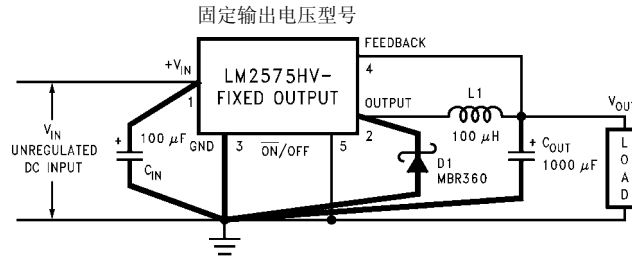 固定输出电压型号
FEEDBACK
+VIN
LM2575HV-
FIXED OUTPUT
4
L1
1
OUTPUT
VOUT
VIN
UNREGULATED
DC INPUT
+
100 μF
CIN
GND
3
ON/OFF
5
2
100 μH
D1
MBR360
+
COUT
1000 μF
LOAD